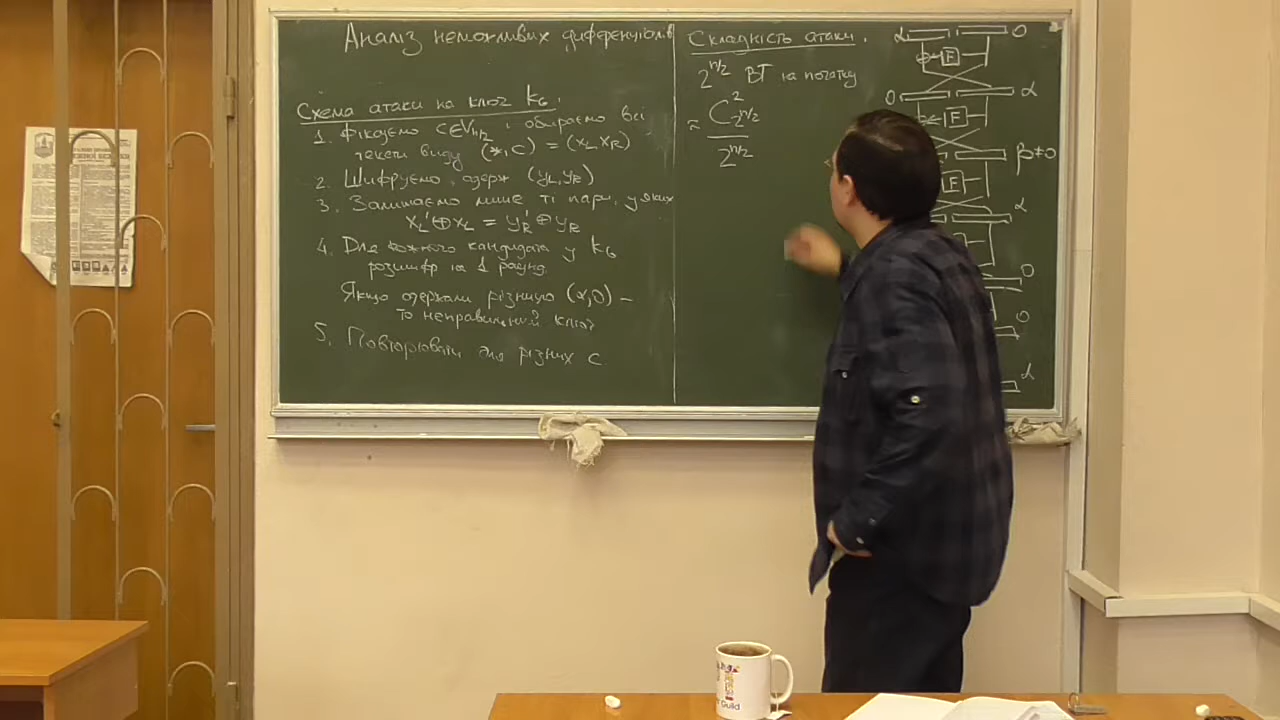 Аналіз неможливих диференціалів
Схема атаки на ключ k₆.
1. Фіксуємо c∈V_{n/2} і обираємо всі
тексти виду (*, c) = (x_L x_R)
2. Шифруємо, одерж (y_L, y_R)
3. Залишаємо лише ті пари, у яких
x_L' ⊕ x_L = y_R' ⊕ y_R
4. Для кожного кандидата у k₆
розшифр на 1 раунд.
Якщо одержали різницю (α, 0) –
то неправильний ключ
5. Повторювати для різних c
Складність атаки.
2^{n/2} ВТ на початку
≈ C²_{2^{n/2}}
2^{n/2}
α 0
F
0 α
F
β≠0
F
α
0
0
α
Guild